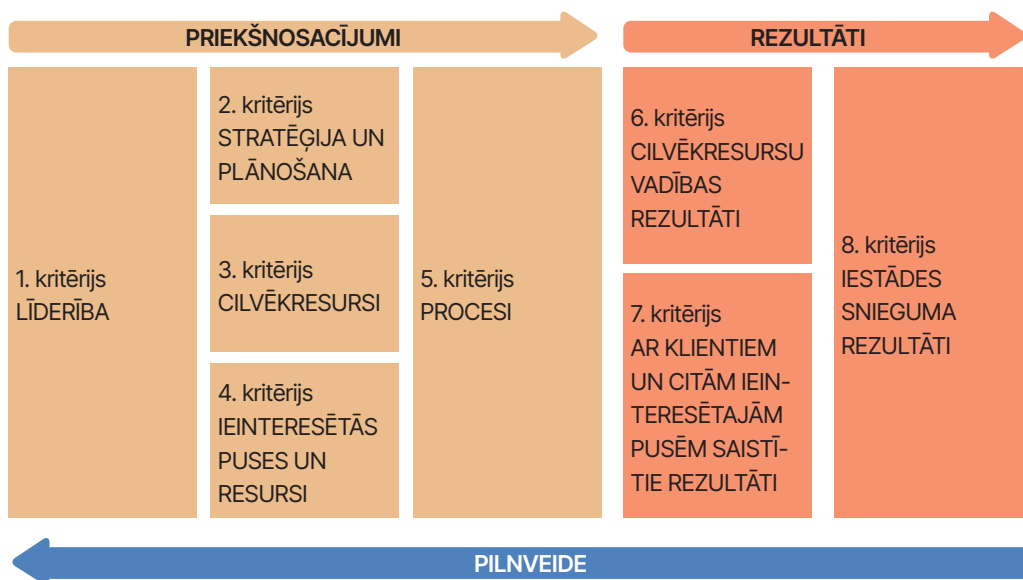 PRIEKŠNOSACĪJUMI
REZULTĀTI
1. kritērijs
LĪDERĪBA
2. kritērijs
STRATĒĢIJA UN
PLĀNOŠANA
3. kritērijs
CILVĒKRESURSI
4. kritērijs
IEINTERESĒTĀS
PUSES UN
RESURSI
5. kritērijs
PROCESI
6. kritērijs
CILVĒKRESURSU
VADĪBAS
REZULTĀTI
7. kritērijs
AR KLIENTIEM
UN CITĀM IEIN-
TERESĒTAJĀM
PUSĒM SAISTĪ-
TIE REZULTĀTI
8. kritērijs
IESTĀDES
SNIEGUMA
REZULTĀTI
PILNVEIDE